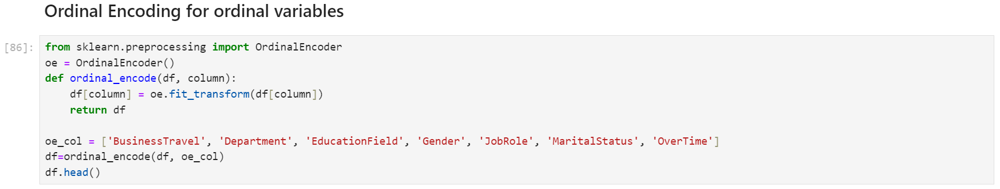 Ordinal Encoding for ordinal variables
[86]:
from sklearn.preprocessing import OrdinalEncoder
oe = OrdinalEncoder()
def ordinal_encode(df, column):
    df[column] = oe.fit_transform(df[column])
    return df
oe_col = ['BusinessTravel', 'Department', 'EducationField', 'Gender', 'JobRole', 'MaritalStatus', 'OverTime']
df=ordinal_encode(df, oe_col)
df.head()